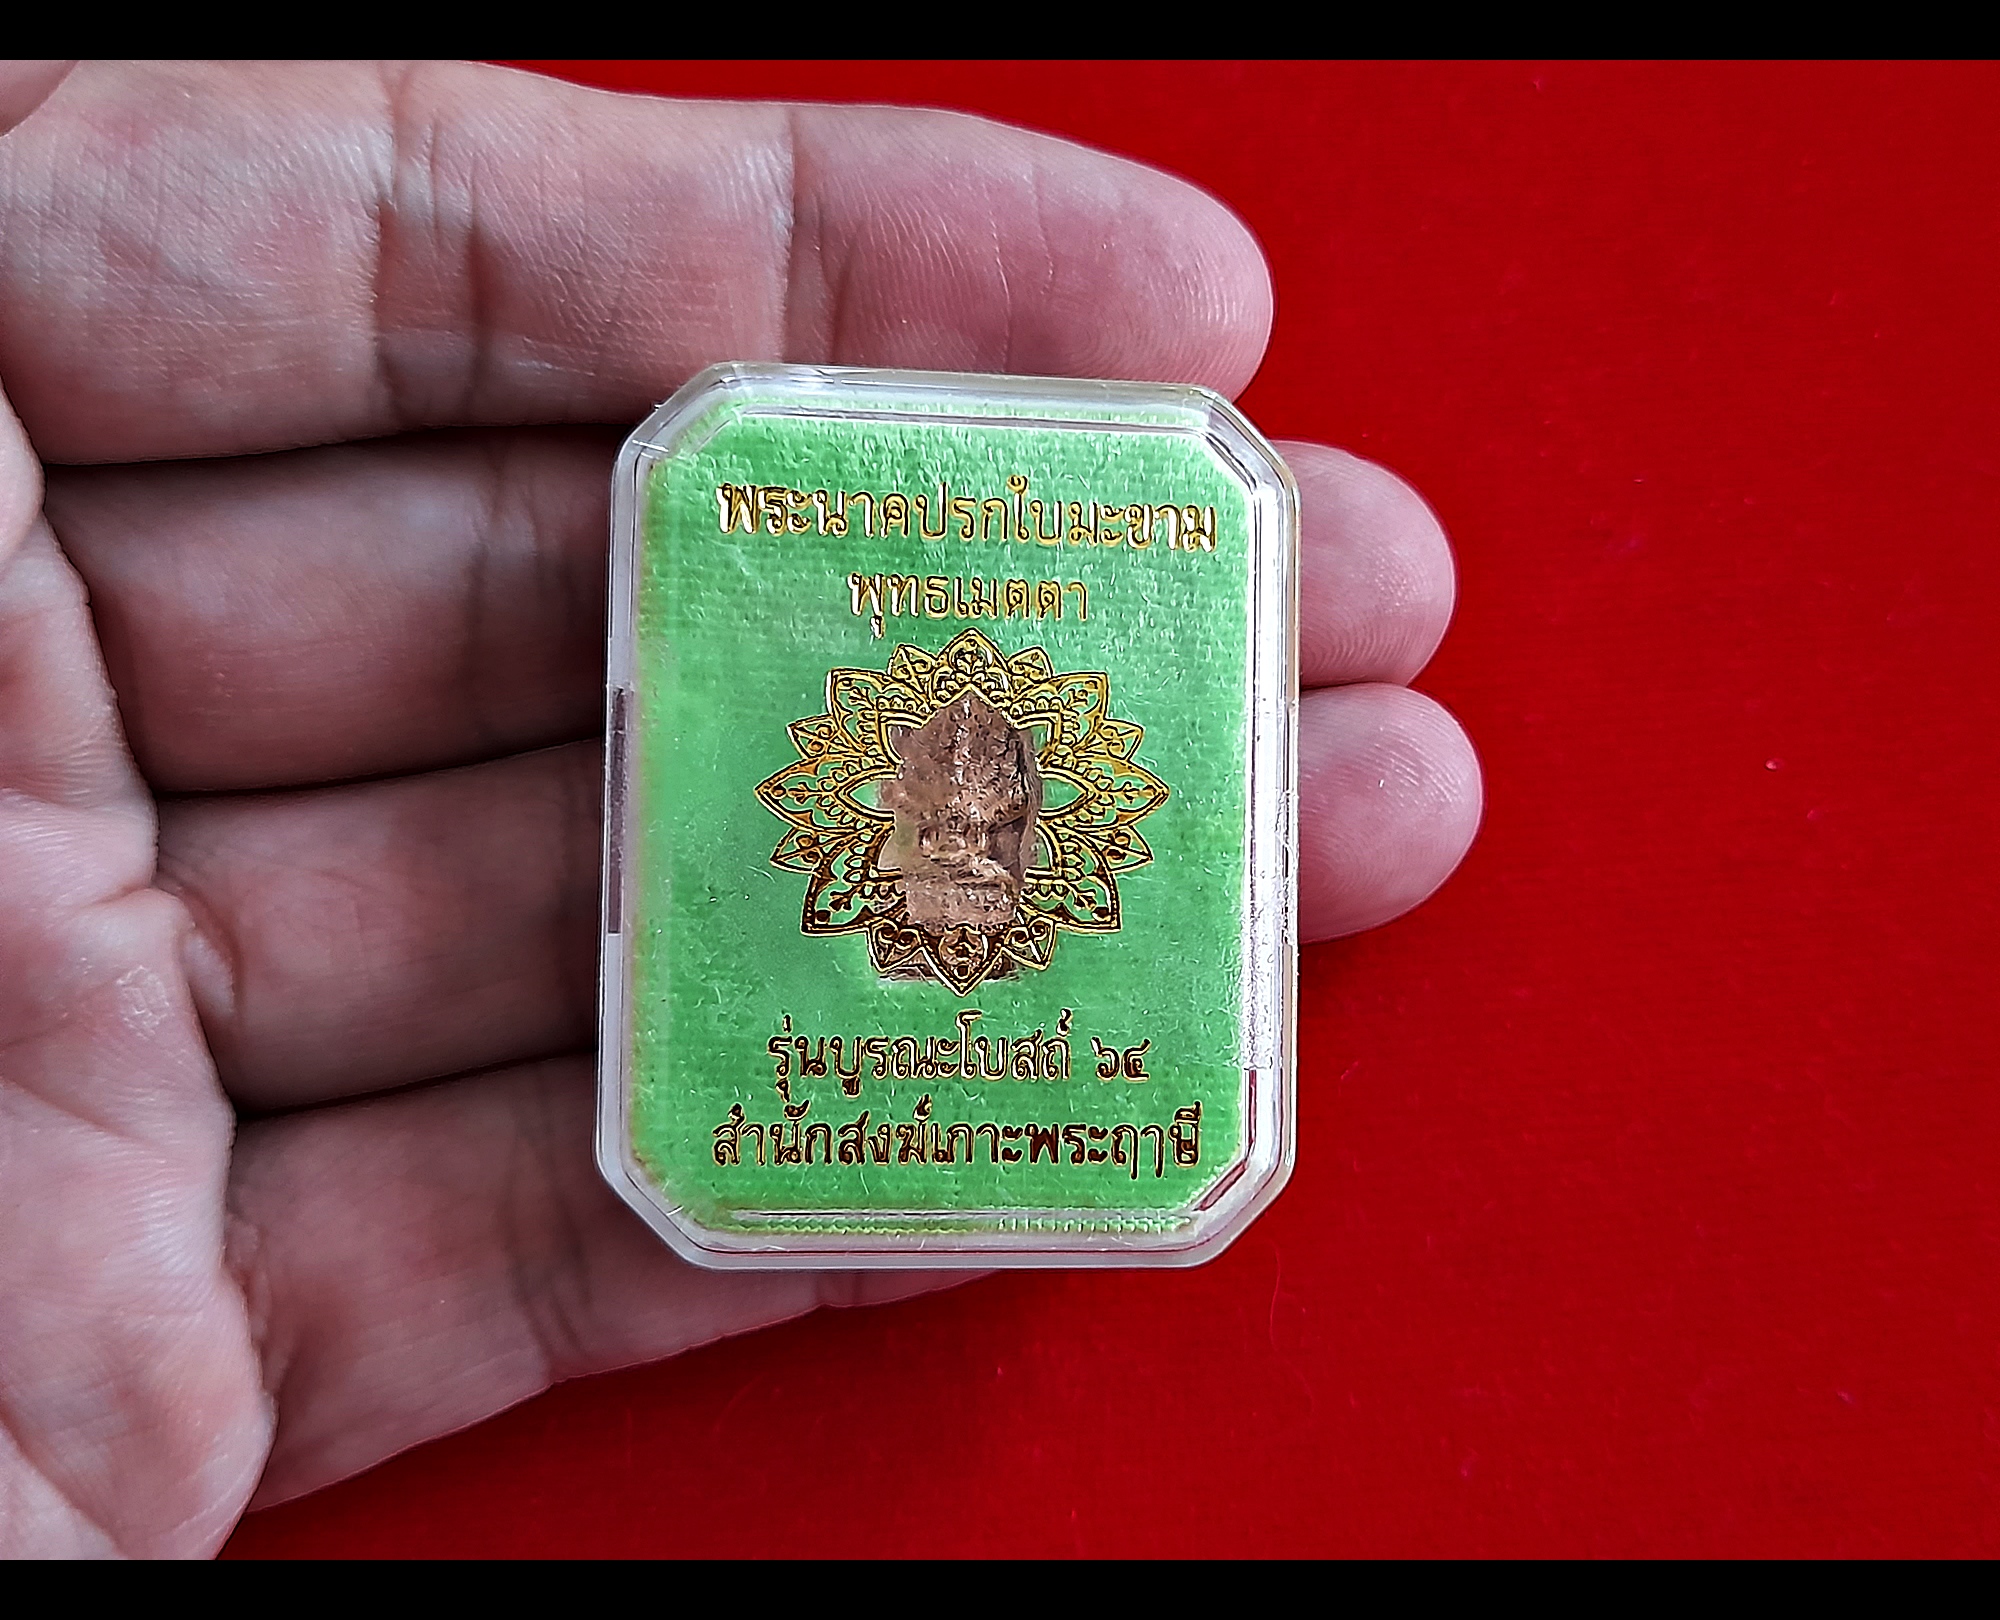 พระนาคปรกใบมะขาม
พุทธเมตตา
รุ่นบูรณะโบสถ์ ๖๔
สำนักสงฆ์เกาะพระฤาษี